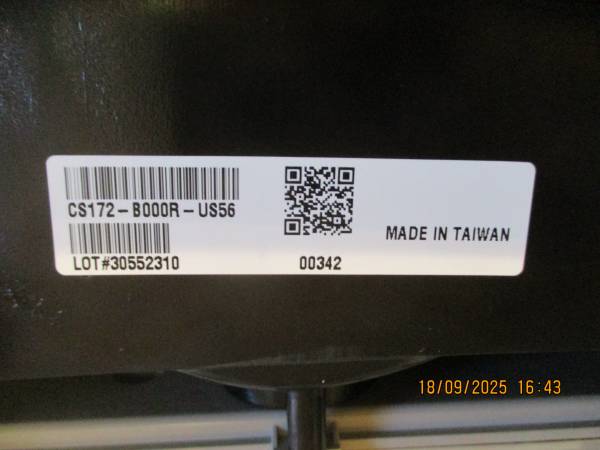 CS172-B000R-US56
LOT#30552310
00342
MADE IN TAIWAN
18/09/2025 16:43